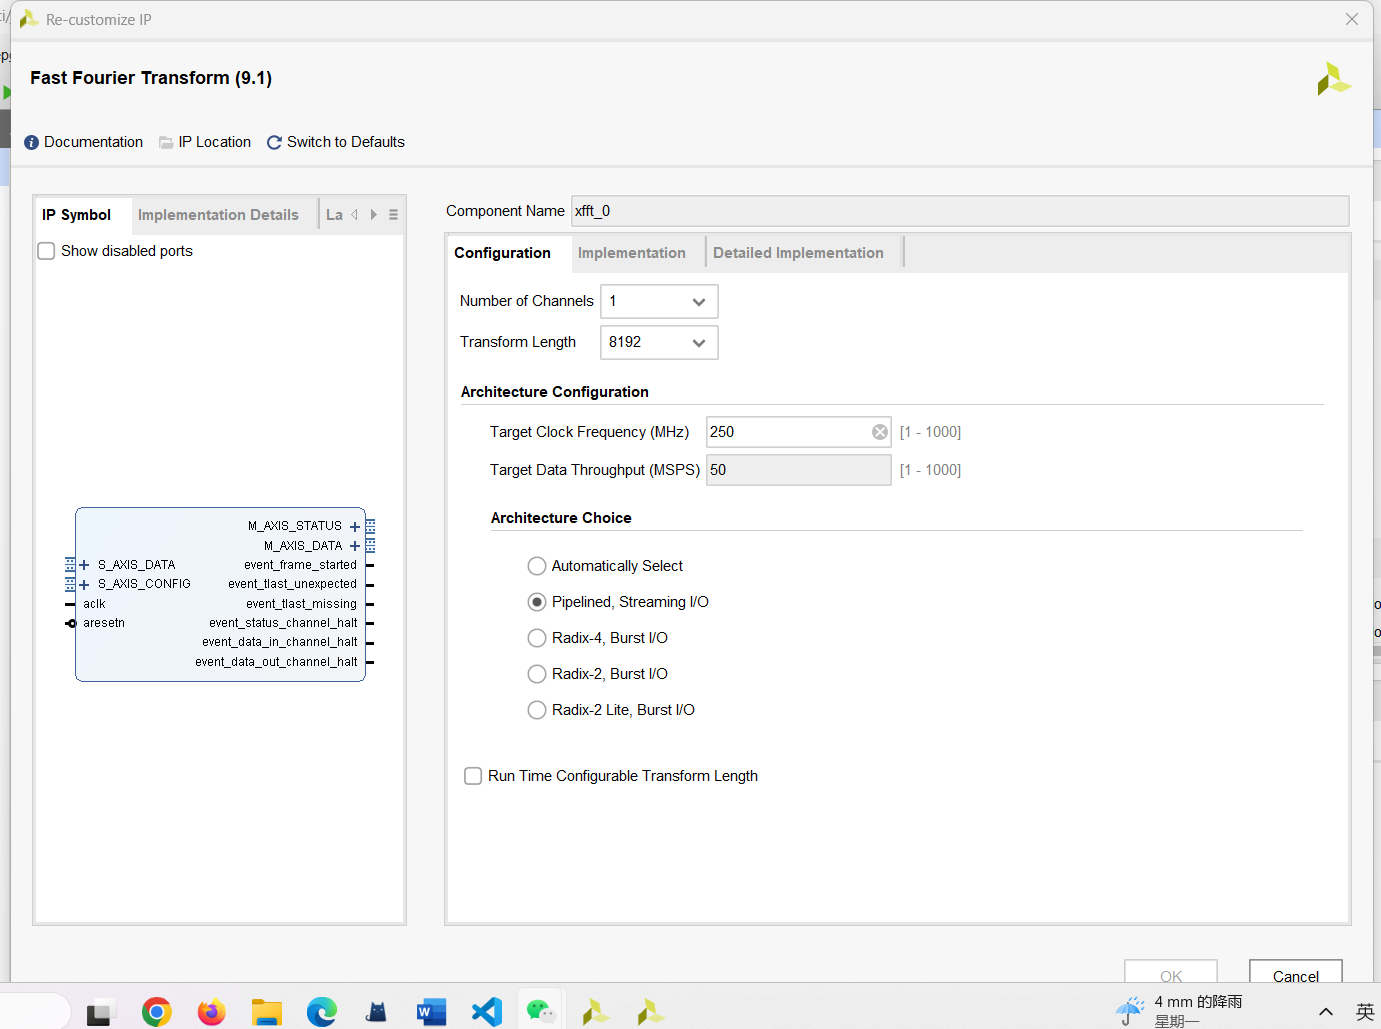 Re-customize IP
Fast Fourier Transform (9.1)
Documentation IP Location Switch to Defaults
IP Symbol Implementation Details La
Show disabled ports
M_AXIS_STATUS
M_AXIS_DATA
S_AXIS_DATA event_frame_started
S_AXIS_CONFIG event_tlast_unexpected
aclk event_tlast_missing
aresetn event_status_channel_halt
event_data_in_channel_halt
event_data_out_channel_halt
Component Name xfft_0
Configuration Implementation Detailed Implementation
Number of Channels 1
Transform Length 8192
Architecture Configuration
Target Clock Frequency (MHz) 250 [1 - 1000]
Target Data Throughput (MSPS) 50 [1 - 1000]
Architecture Choice
Automatically Select
Pipelined, Streaming I/O
Radix-4, Burst I/O
Radix-2, Burst I/O
Radix-2 Lite, Burst I/O
Run Time Configurable Transform Length
OK Cancel
4 mm 的降雨
星期一
英